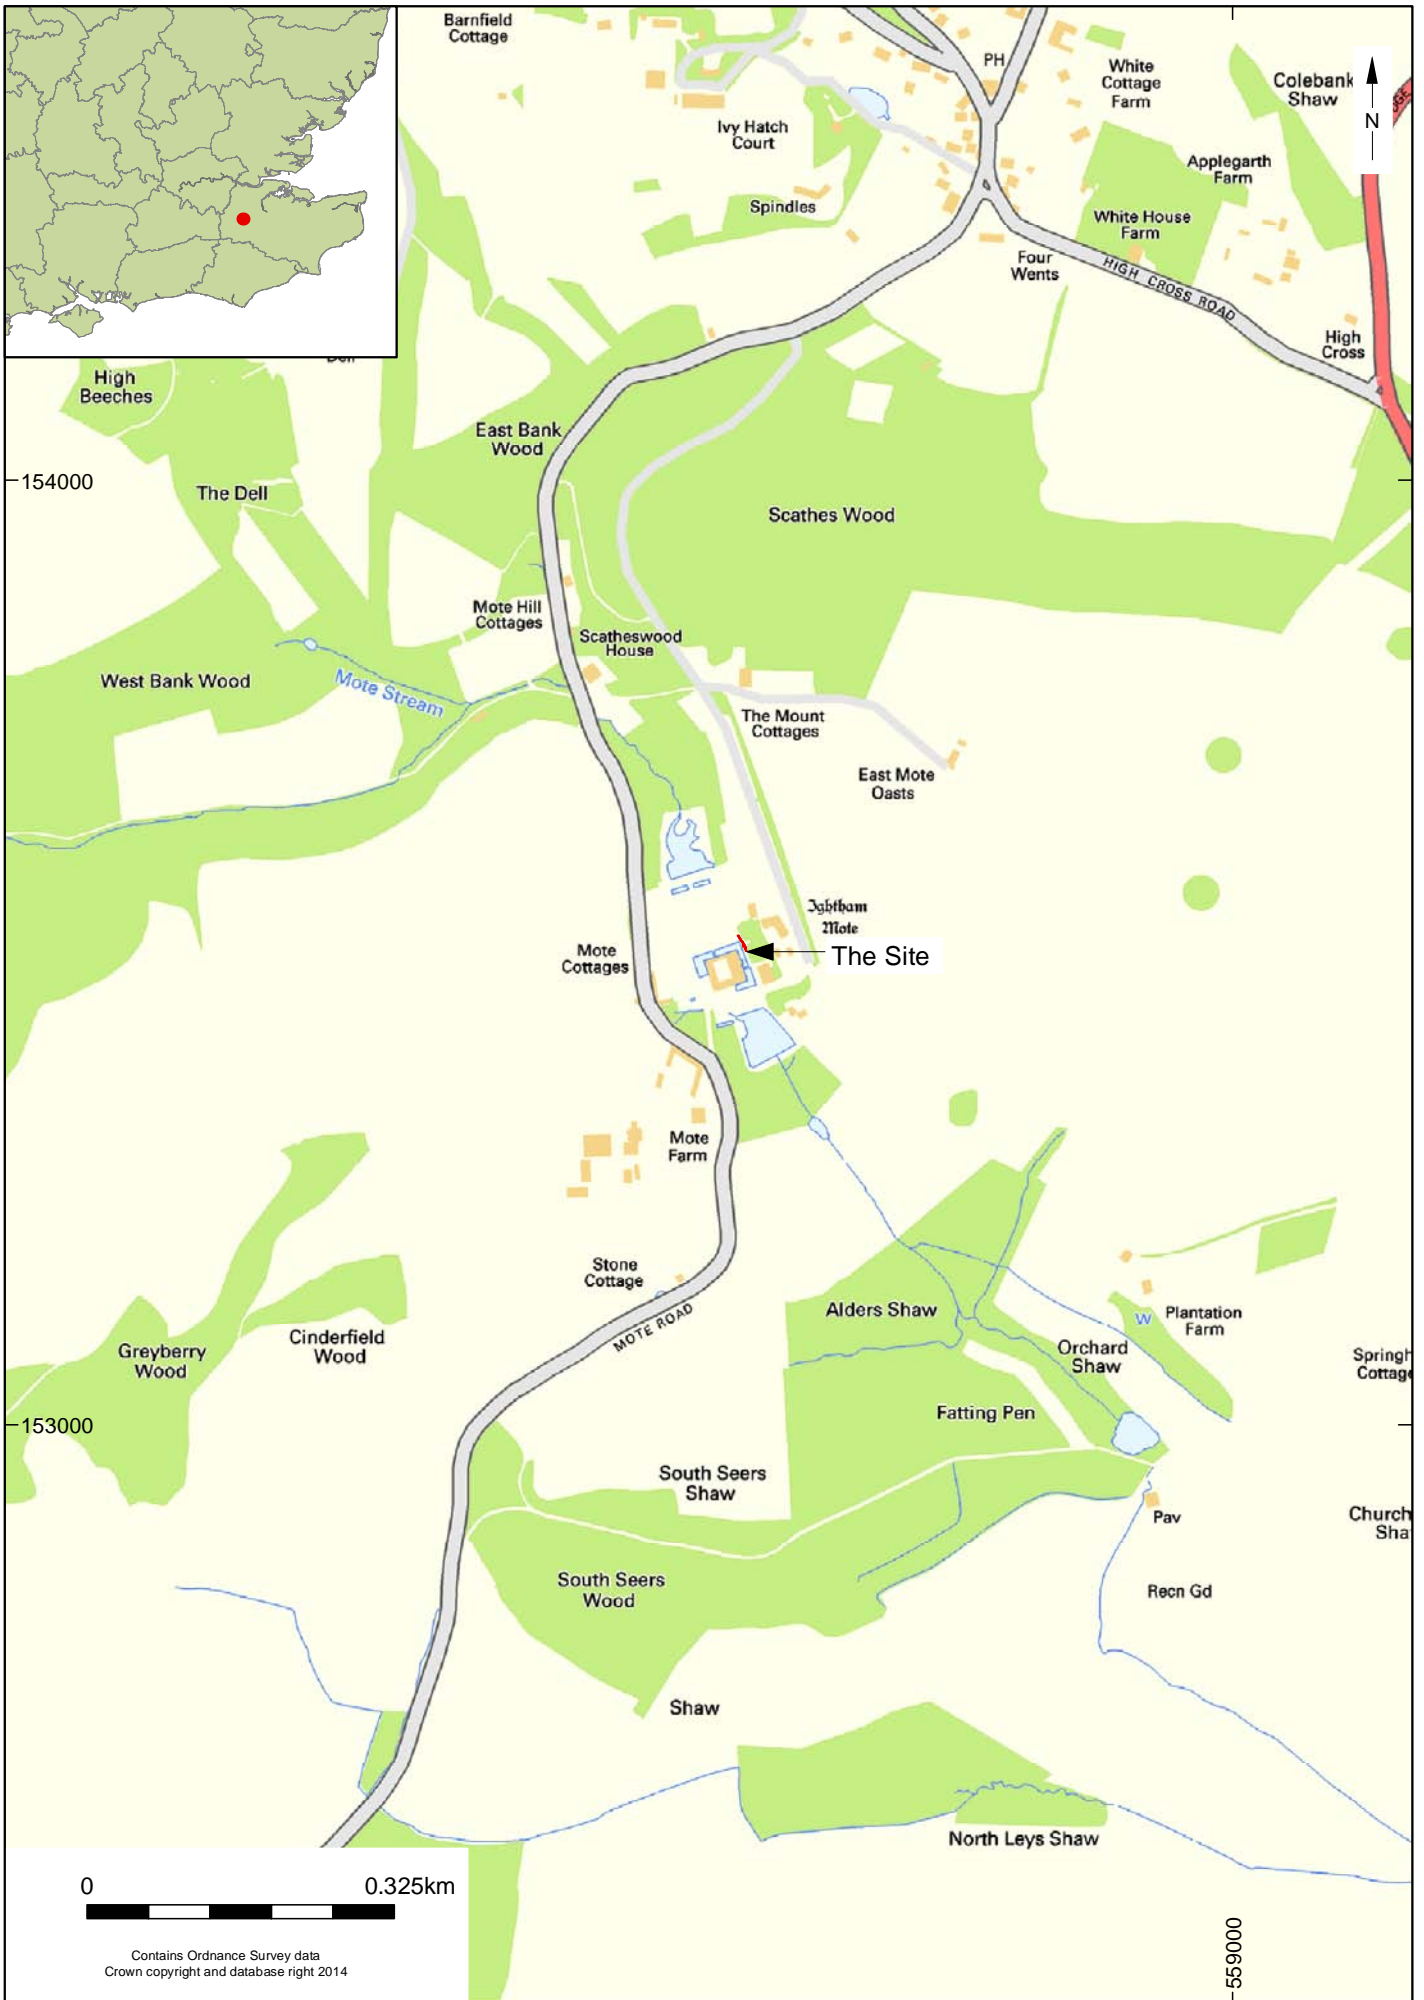 Barnfield
Cottage
PH
White
Cottage
Farm
Colebank
Shaw
N
Ivy Hatch
Court
Applegarth
Farm
Spindles
White House
Farm
Four
Wents
HIGH CROSS ROAD
High
Cross
High
Beeches
East Bank
Wood
154000
The Dell
Scathes Wood
Mote Hill
Cottages
Scatheswood
House
West Bank Wood
Mote Stream
The Mount
Cottages
East Mote
Oasts
Ightham
Mote
Mote
Cottages
The Site
Mote
Farm
Stone
Cottage
MOTE ROAD
Alders Shaw
Plantation
Farm
W
Greyberry
Wood
Cinderfield
Wood
Orchard
Shaw
Springh
Cottage
Fatting Pen
153000
South Seers
Shaw
Pav
Church
Sha
South Seers
Wood
Recn Gd
Shaw
North Leys Shaw
0
0.325km
Contains Ordnance Survey data
Crown copyright and database right 2014
559000